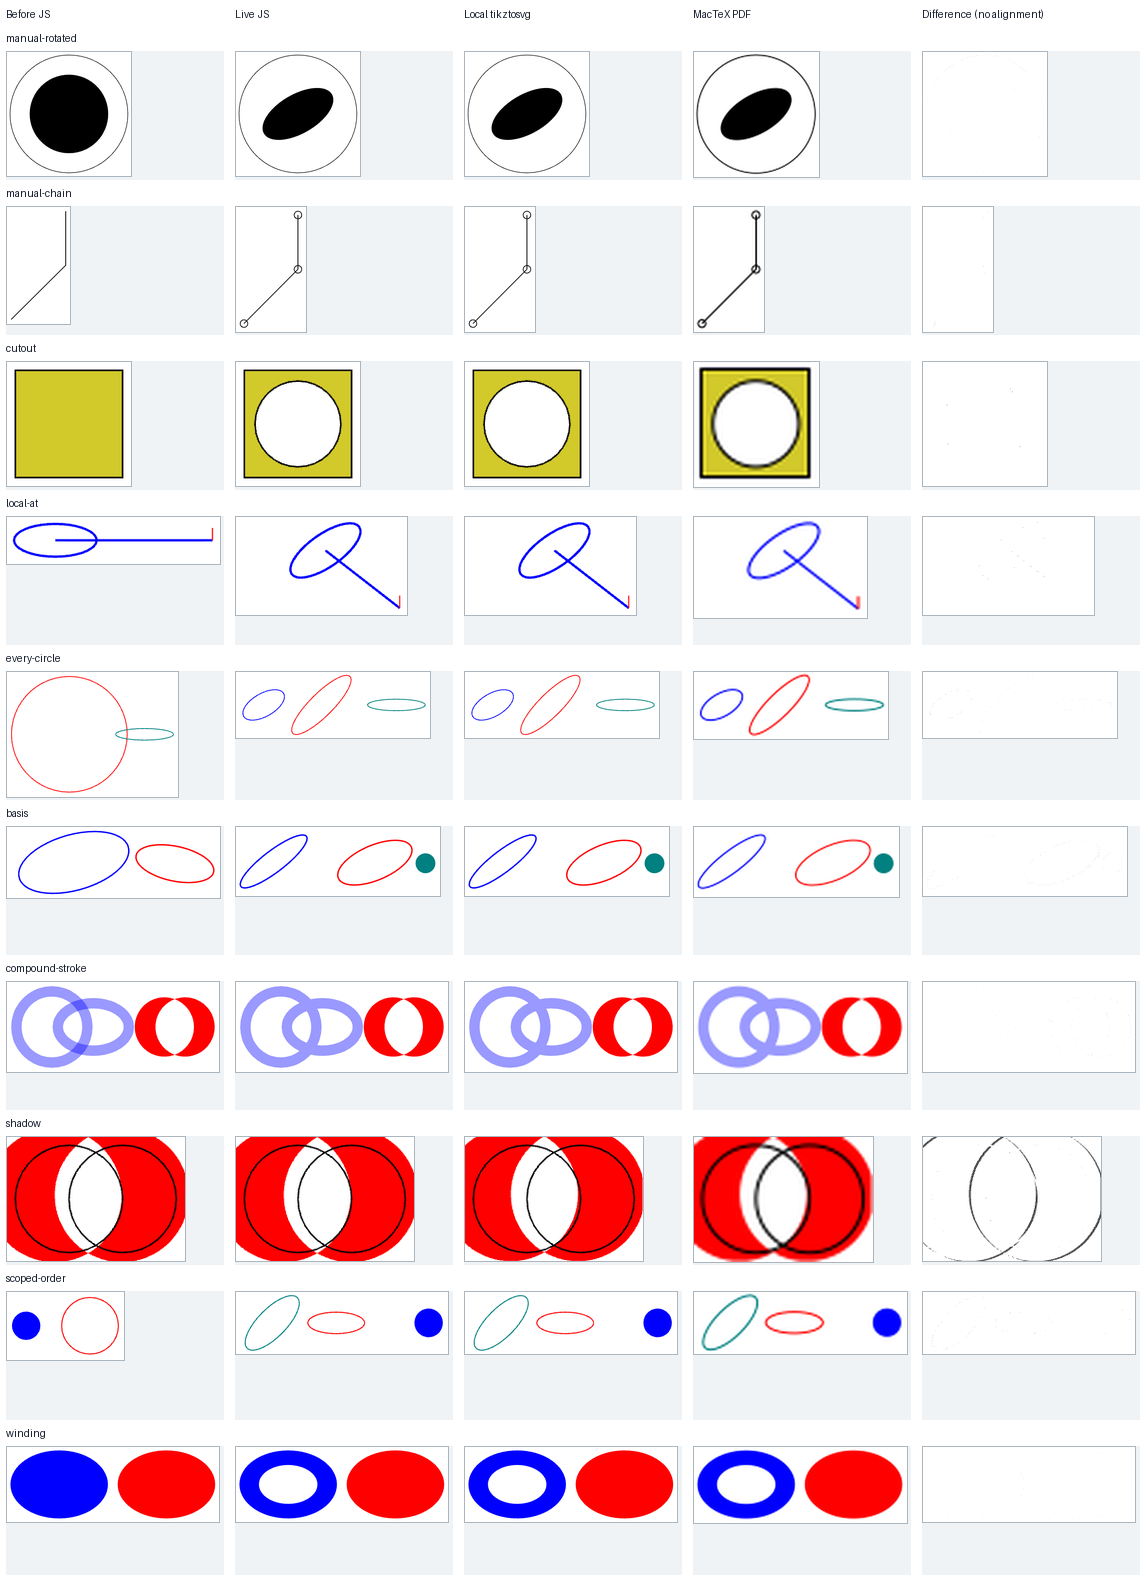 Before JS Live JS Local tikztosvg MacTeX PDF Difference (no alignment)
manual-rotated
manual-chain
cutout
local-at
every-circle
basis
compound-stroke
shadow
scoped-order
winding